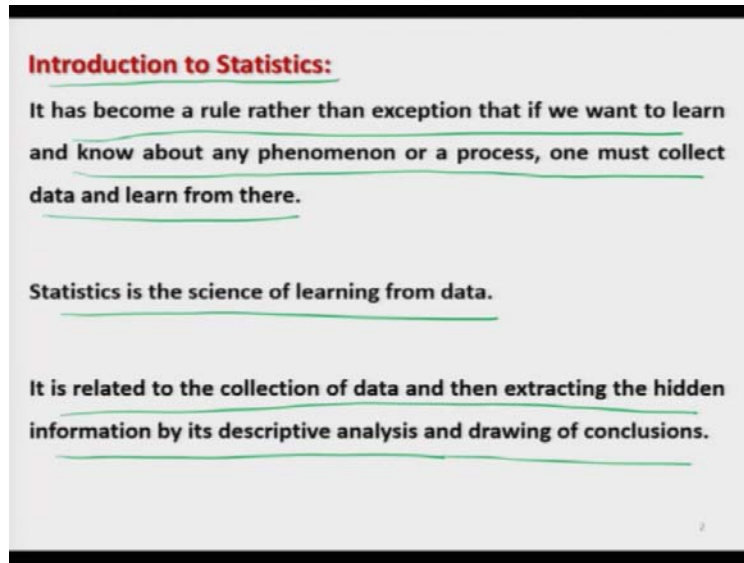 Introduction to Statistics:
It has become a rule rather than exception that if we want to learn
and know about any phenomenon or a process, one must collect
data and learn from there.
Statistics is the science of learning from data.
It is related to the collection of data and then extracting the hidden
information by its descriptive analysis and drawing of conclusions.
2